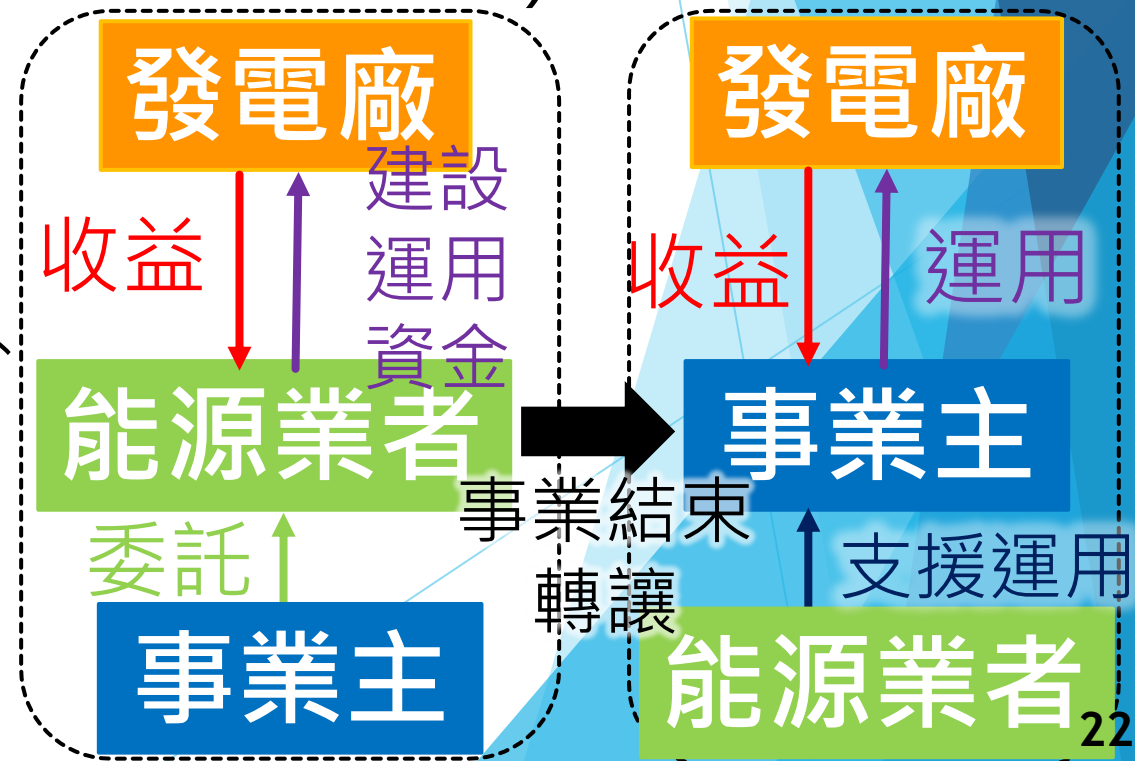 發電廠
收益
建設
運用
資金
能源業者
委託
事業主
事業結束
轉讓
發電廠
收益
運用
事業主
支援運用
能源業者
22